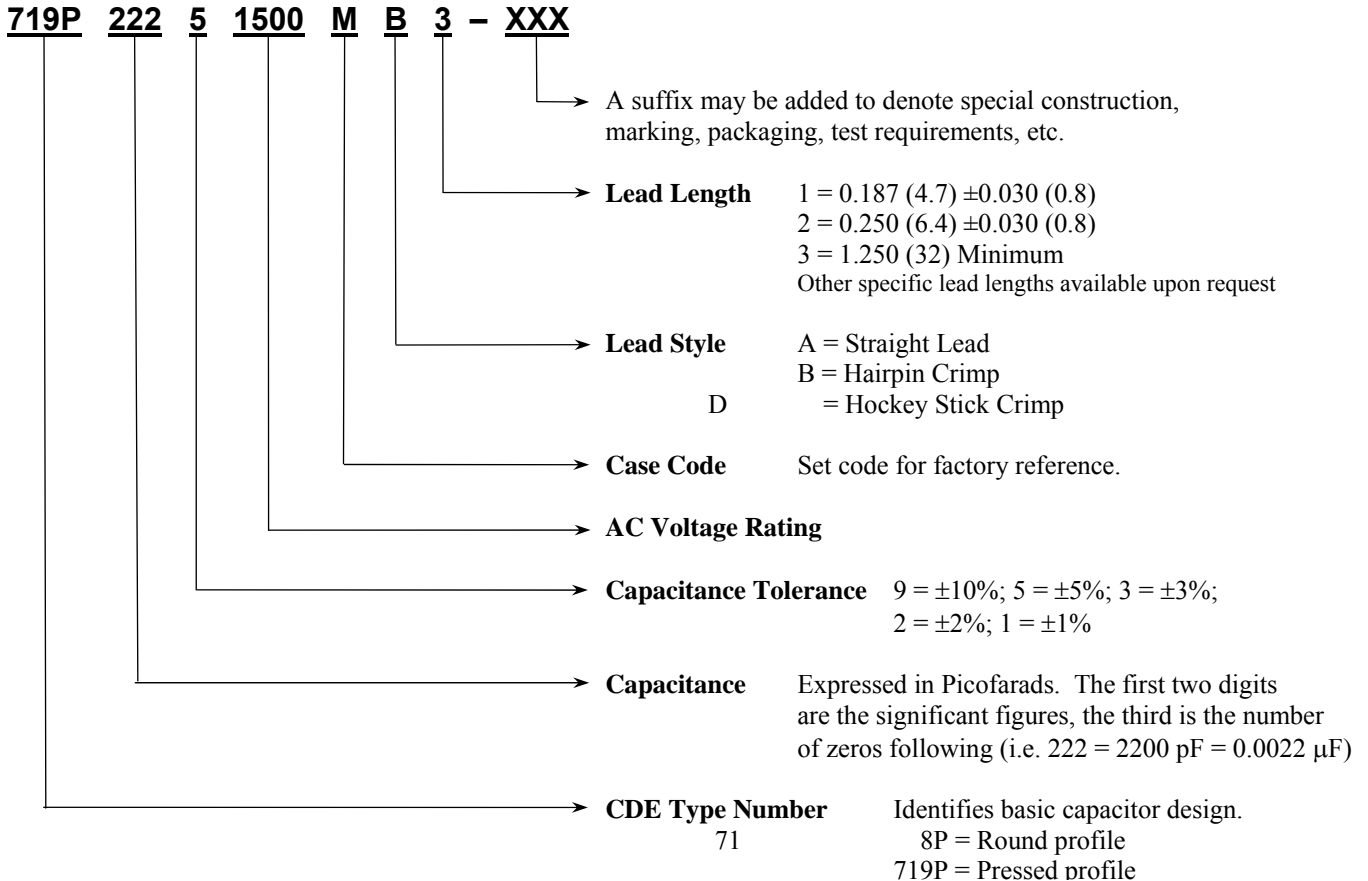 719P 222 5 1500 M B 3 – XXX
A suffix may be added to denote special construction,
marking, packaging, test requirements, etc.
Lead Length 1 = 0.187 (4.7) ±0.030 (0.8)
2 = 0.250 (6.4) ±0.030 (0.8)
3 = 1.250 (32) Minimum
Other specific lead lengths available upon request
Lead Style A = Straight Lead
B = Hairpin Crimp
D = Hockey Stick Crimp
Case Code Set code for factory reference.
AC Voltage Rating
Capacitance Tolerance 9 = ±10%; 5 = ±5%; 3 = ±3%;
2 = ±2%; 1 = ±1%
Capacitance Expressed in Picofarads. The first two digits
are the significant figures, the third is the number
of zeros following (i.e. 222 = 2200 pF = 0.0022 μF)
CDE Type Number Identifies basic capacitor design.
71 8P = Round profile
719P = Pressed profile